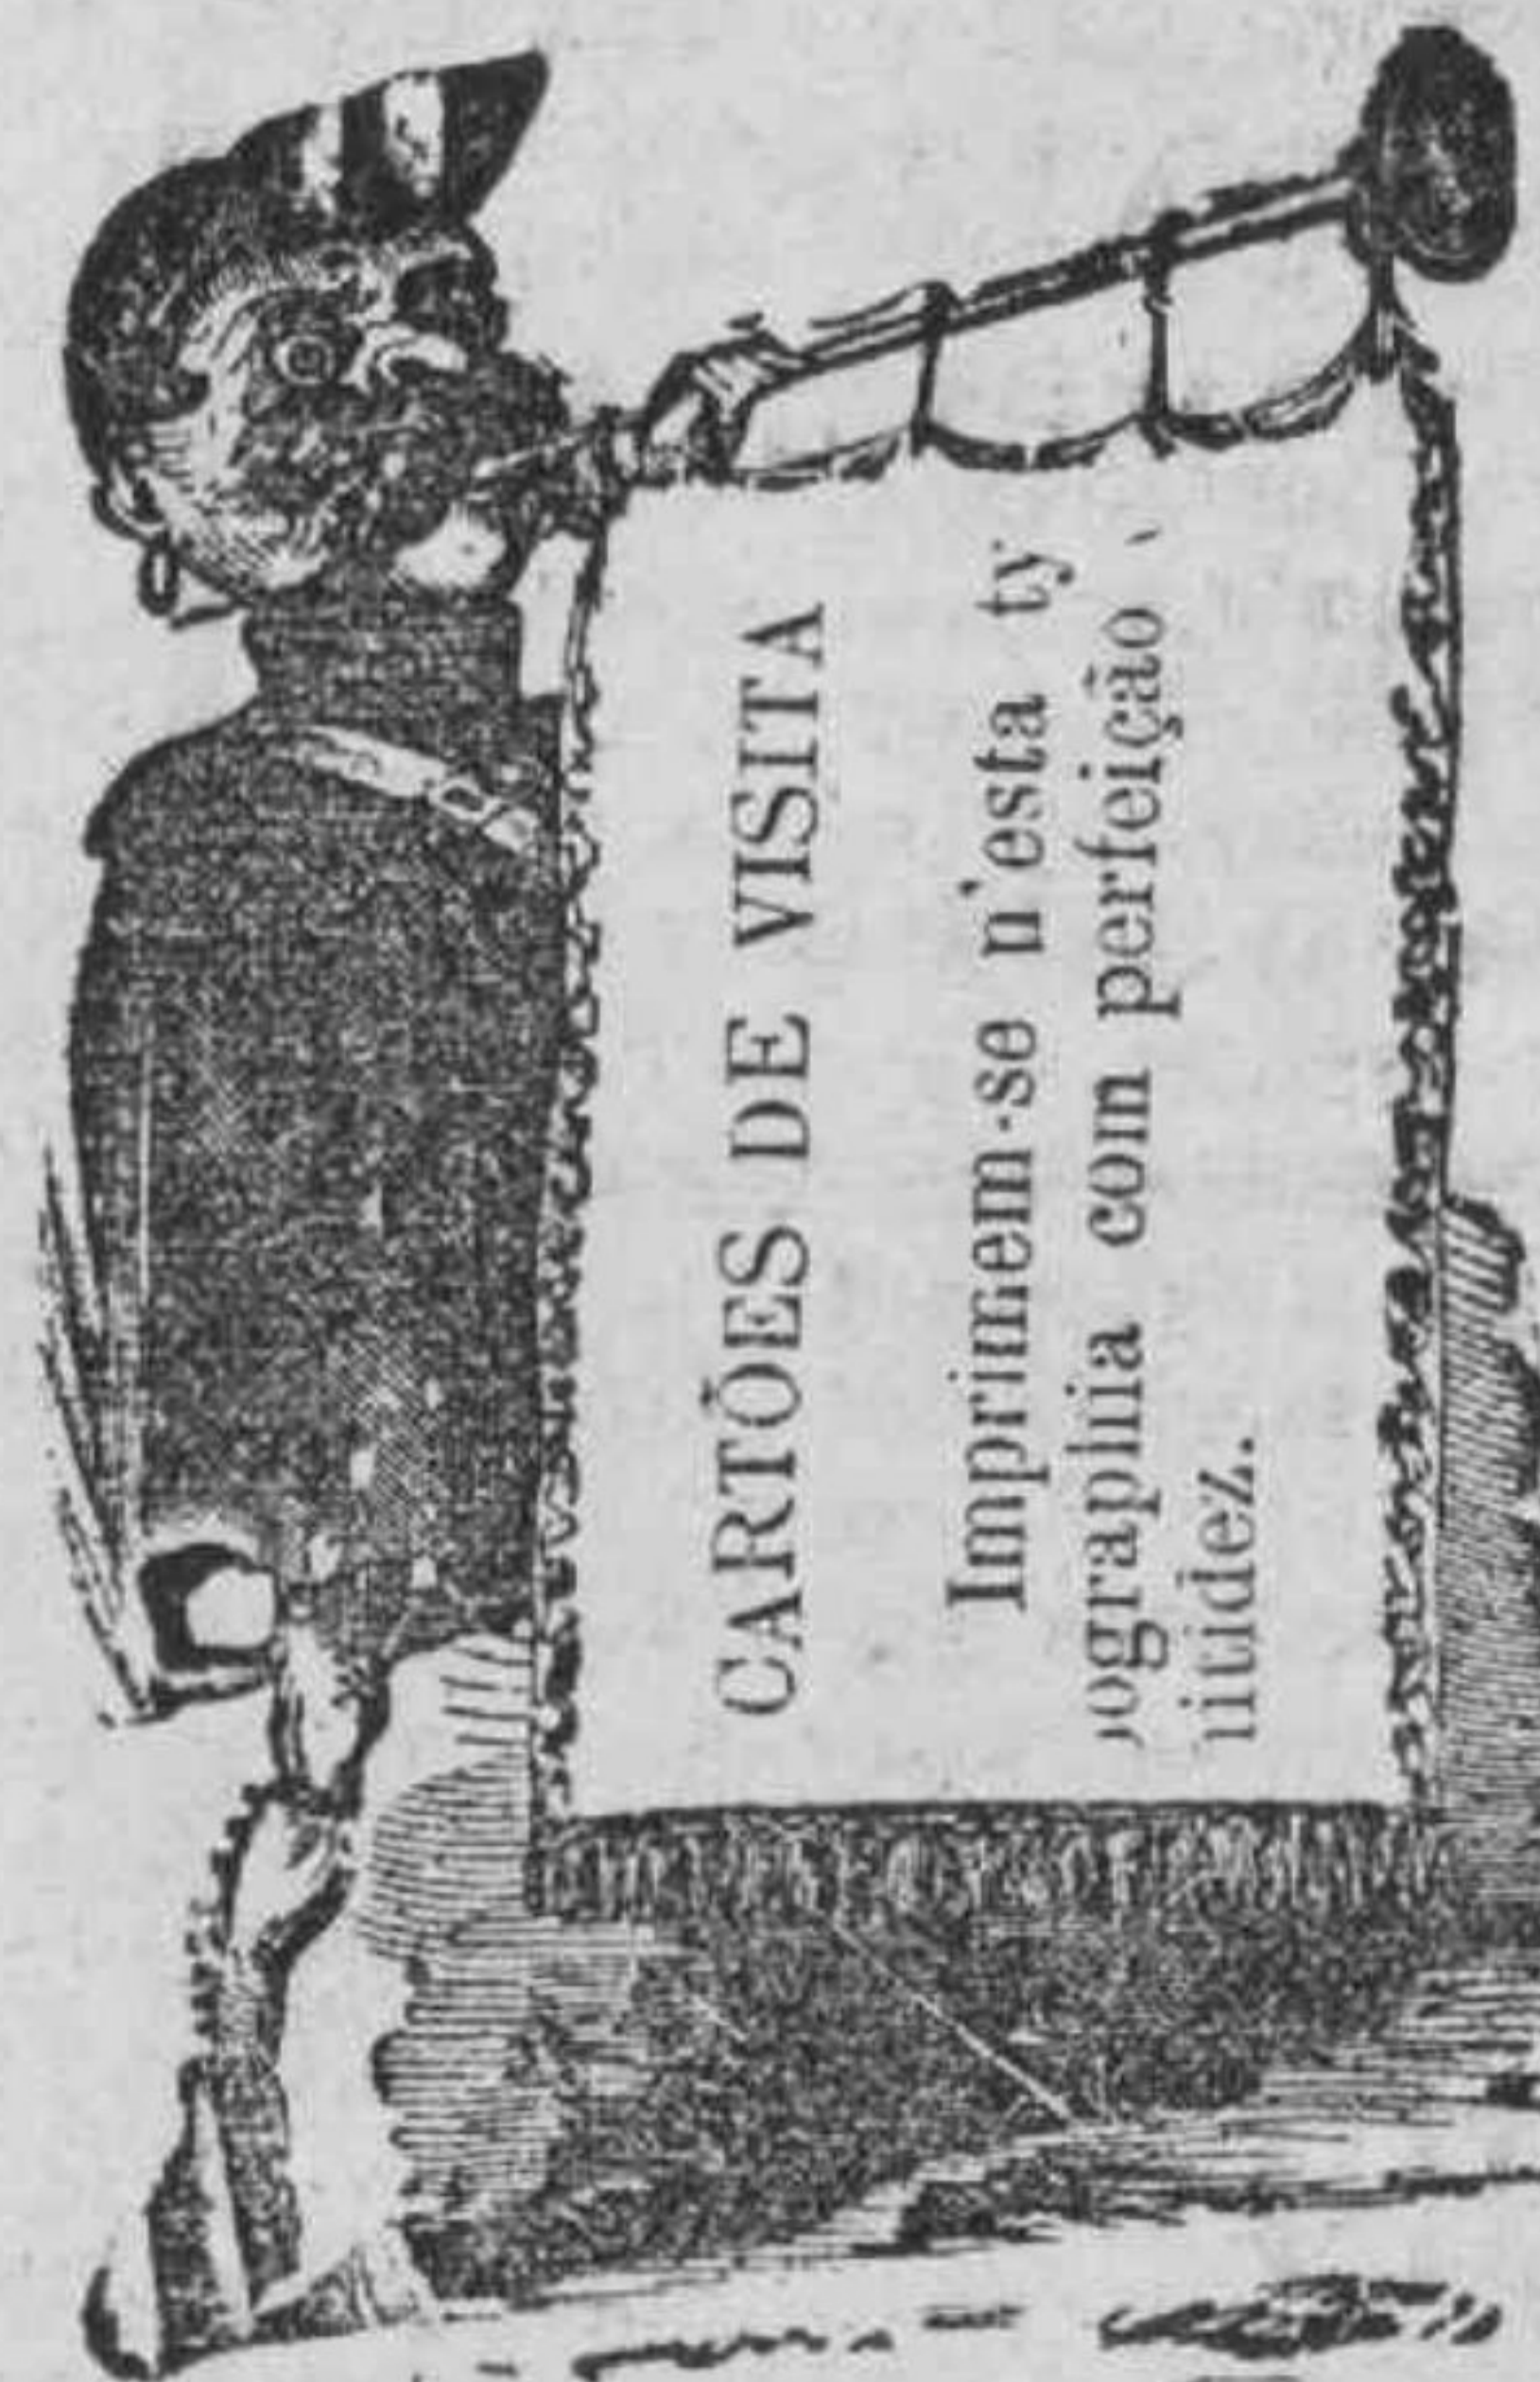 CARTÕES DE VISITA
Imprimem-se n'esta ty
pographia com perfeição
nitidez.